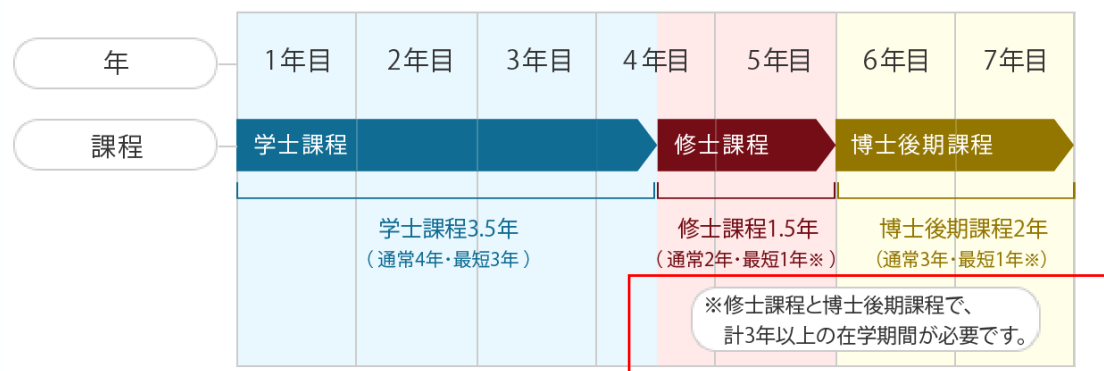 年
1年目
2年目
3年目
4年目
5年目
6年目
7年目
課程
学士課程
修士課程
博士後期課程
学士課程3.5年
（通常4年・最短3年）
修士課程1.5年
（通常2年・最短1年※）
博士後期課程2年
（通常3年・最短1年※）
※修士課程と博士後期課程で、
計3年以上の在学期間が必要です。